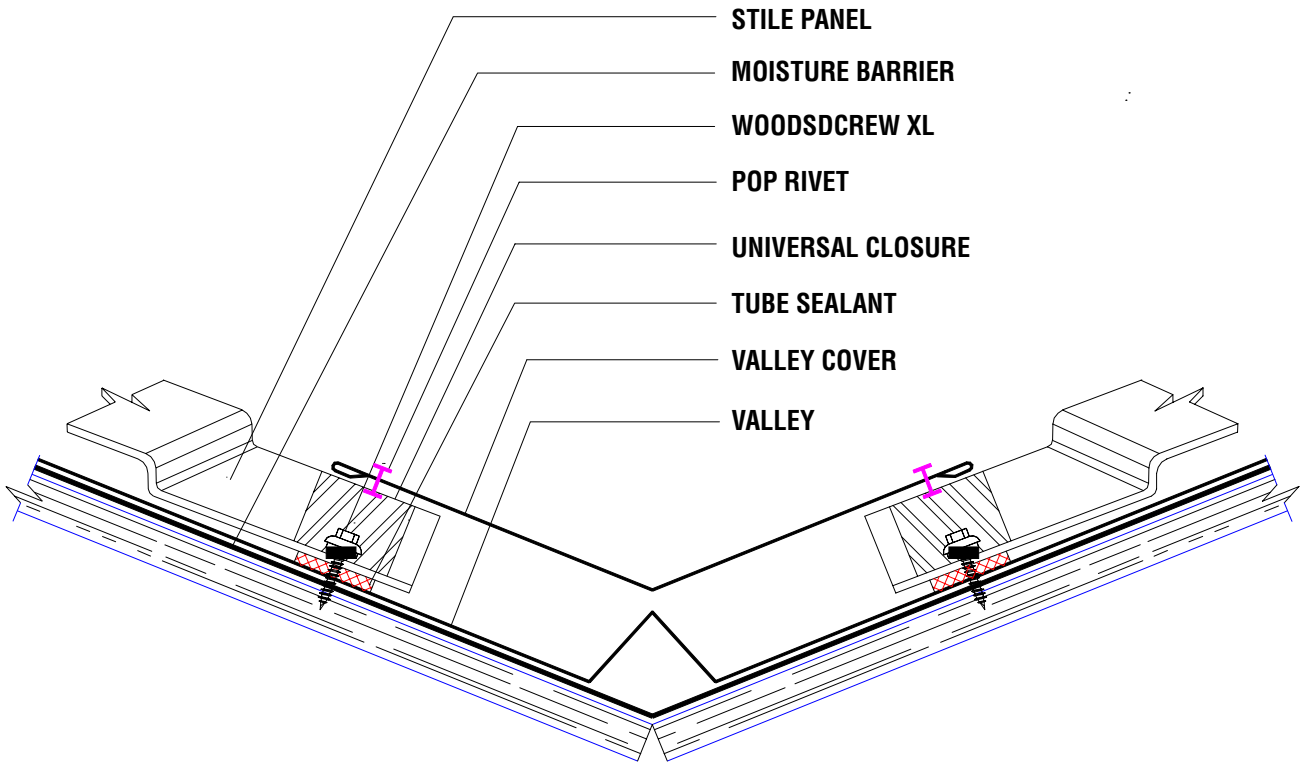 STILE PANEL
MOISTURE BARRIER
WOODSDCREW XL
POP RIVET
UNIVERSAL CLOSURE
TUBE SEALANT
VALLEY COVER
VALLEY